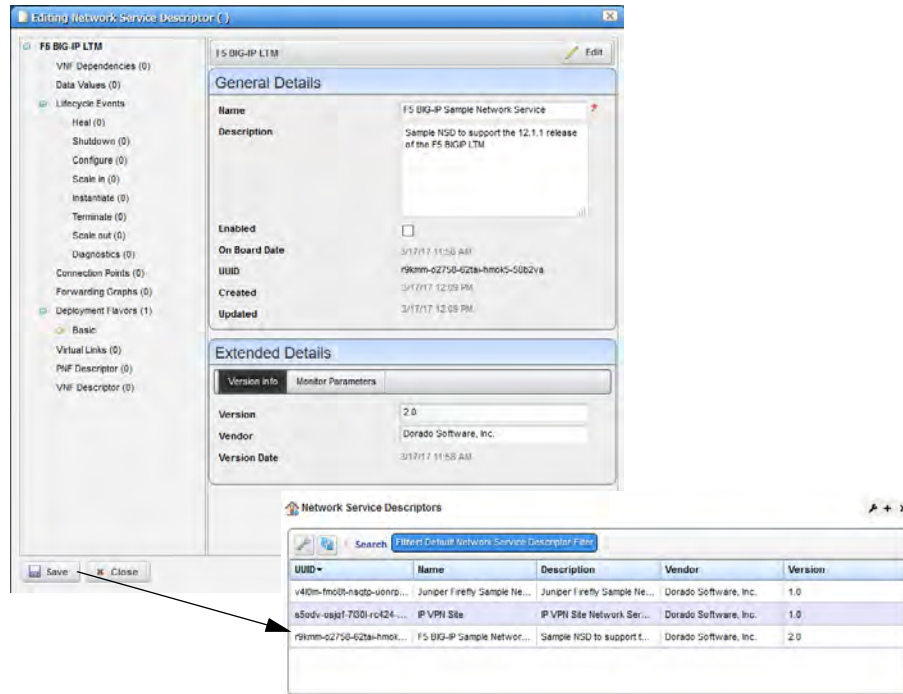 Editing Network Service Descriptor ( )
F5 BIG-IP LTM
VNF Dependencies (0)
Data Values (0)
Lifecycle Events
Heal (0)
Shutdown (0)
Configure (0)
Scale in (0)
Instantiate (0)
Terminate (0)
Scale out (0)
Diagnostics (0)
Connection Points (0)
Forwarding Graphs (0)
Deployment Flavors (1)
Basic
Virtual Links (0)
PNF Descriptor (0)
VNF Descriptor (0)
F5 BIG-IP LTM
Edit
General Details
Name
F5 BIG-IP Sample Network Service
Description
Sample NSD to support the 12.1.1 release
of the F5 BIGIP LTM
Enabled
On Board Date
3/17/17 11:58 AM
UUID
Created
3/17/17 12:09 PM
Updated
3/17/17 12:09 PM
Extended Details
Version Info
Monitor Parameters
Version
2.0
Vendor
Dorado Software, Inc.
Version Date
3/17/17 11:58 AM
Save
Close
Network Service Descriptors
Search
Filter: Default Network Service Descriptor Filter
UUID
Name
Description
Vendor
Version
Juniper Firefly Sample Ne...
Juniper Firefly Sample Ne...
Dorado Software, Inc.
1.0
IP VPN Site
IP VPN Site Network Ser...
Dorado Software, Inc.
1.0
F5 BIG-IP Sample Networ...
Sample NSD to support t...
Dorado Software, Inc.
2.0